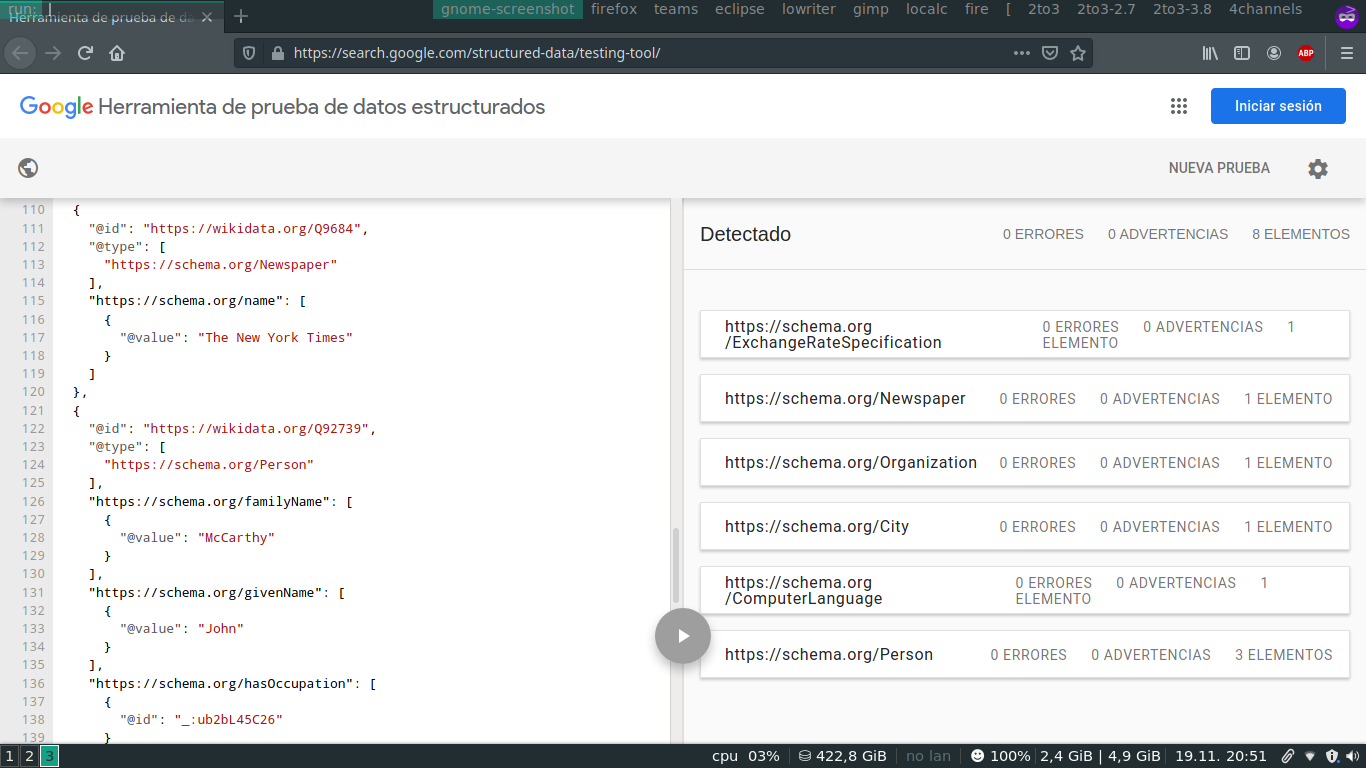 run:
gnome-screenshot firefox teams eclipse lowriter gimp localc fire [ 2to3 2to3-2.7 2to3-3.8 4channels
Herramienta de prueba de da
https://search.google.com/structured-data/testing-tool/
ABP
Google Herramienta de prueba de datos estructurados
Iniciar sesión
NUEVA PRUEBA
110 {
111 "@id": "https://wikidata.org/Q9684",
112 "@type": [
113 "https://schema.org/Newspaper"
114 ],
115 "https://schema.org/name": [
116 {
117 "@value": "The New York Times"
118 }
119 ]
120 },
121 {
122 "@id": "https://wikidata.org/Q92739",
123 "@type": [
124 "https://schema.org/Person"
125 ],
126 "https://schema.org/familyName": [
127 {
128 "@value": "McCarthy"
129 }
130 ],
131 "https://schema.org/givenName": [
132 {
133 "@value": "John"
134 }
135 ],
136 "https://schema.org/hasOccupation": [
137 {
138 "@id": "_:ub2bL45C26"
139 }
Detectado
0 ERRORES 0 ADVERTENCIAS 8 ELEMENTOS
https://schema.org
/ExchangeRateSpecification
0 ERRORES 0 ADVERTENCIAS 1
ELEMENTO
https://schema.org/Newspaper 0 ERRORES 0 ADVERTENCIAS 1 ELEMENTO
https://schema.org/Organization 0 ERRORES 0 ADVERTENCIAS 1 ELEMENTO
https://schema.org/City 0 ERRORES 0 ADVERTENCIAS 1 ELEMENTO
https://schema.org
/ComputerLanguage
0 ERRORES 0 ADVERTENCIAS 1
ELEMENTO
https://schema.org/Person 0 ERRORES 0 ADVERTENCIAS 3 ELEMENTOS
1 2 3
cpu 03% 422,8 GiB no lan 100% 2,4 GiB | 4,9 GiB 19.11. 20:51